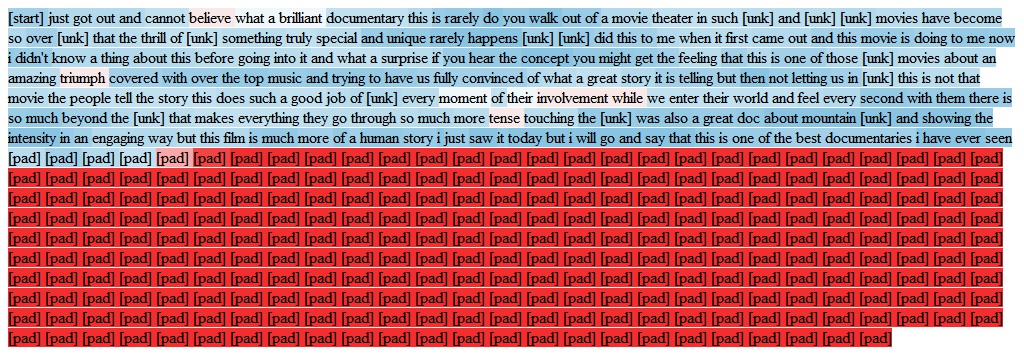 [start] just got out and cannot believe what a brilliant documentary this is rarely do you walk out of a movie theater in such [unk] and [unk] [unk] movies have become
so over [unk] that the thrill of [unk] something truly special and unique rarely happens [unk] [unk] did this to me when it first came out and this movie is doing to me now
i didn't know a thing about this before going into it and what a surprise if you hear the concept you might get the feeling that this is one of those [unk] movies about an
amazing triumph covered with over the top music and trying to have us fully convinced of what a great story it is telling but then not letting us in [unk] this is not that
movie the people tell the story this does such a good job of [unk] every moment of their involvement while we enter their world and feel every second with them there is
so much beyond the [unk] that makes everything they go through so much more tense touching the [unk] was also a great doc about mountain [unk] and showing the
intensity in an engaging way but this film is much more of a human story i just saw it today but i will go and say that this is one of the best documentaries i have ever seen
[pad] [pad] [pad] [pad] [pad] [pad] [pad] [pad] [pad] [pad] [pad] [pad] [pad] [pad] [pad] [pad] [pad] [pad] [pad] [pad] [pad] [pad] [pad] [pad] [pad] [pad] [pad]
[pad] [pad] [pad] [pad] [pad] [pad] [pad] [pad] [pad] [pad] [pad] [pad] [pad] [pad] [pad] [pad] [pad] [pad] [pad] [pad] [pad] [pad] [pad] [pad] [pad] [pad] [pad]
[pad] [pad] [pad] [pad] [pad] [pad] [pad] [pad] [pad] [pad] [pad] [pad] [pad] [pad] [pad] [pad] [pad] [pad] [pad] [pad] [pad] [pad] [pad] [pad] [pad] [pad] [pad]
[pad] [pad] [pad] [pad] [pad] [pad] [pad] [pad] [pad] [pad] [pad] [pad] [pad] [pad] [pad] [pad] [pad] [pad] [pad] [pad] [pad] [pad] [pad] [pad] [pad] [pad] [pad]
[pad] [pad] [pad] [pad] [pad] [pad] [pad] [pad] [pad] [pad] [pad] [pad] [pad] [pad] [pad] [pad] [pad] [pad] [pad] [pad] [pad] [pad] [pad] [pad] [pad] [pad] [pad]
[pad] [pad] [pad] [pad] [pad] [pad] [pad] [pad] [pad] [pad] [pad] [pad] [pad] [pad] [pad] [pad] [pad] [pad] [pad] [pad] [pad] [pad] [pad] [pad] [pad] [pad] [pad]
[pad] [pad] [pad] [pad] [pad] [pad] [pad] [pad] [pad] [pad] [pad] [pad] [pad] [pad] [pad] [pad] [pad] [pad] [pad] [pad] [pad] [pad] [pad] [pad] [pad] [pad] [pad]
[pad] [pad] [pad] [pad] [pad] [pad] [pad] [pad] [pad] [pad] [pad] [pad] [pad] [pad] [pad] [pad] [pad] [pad] [pad] [pad] [pad] [pad] [pad] [pad] [pad] [pad] [pad]
[pad] [pad] [pad] [pad] [pad] [pad] [pad] [pad] [pad] [pad] [pad] [pad] [pad] [pad] [pad] [pad] [pad] [pad] [pad] [pad] [pad] [pad] [pad] [pad] [pad] [pad] [pad]
[pad] [pad] [pad] [pad] [pad] [pad] [pad] [pad] [pad] [pad] [pad] [pad] [pad] [pad] [pad] [pad] [pad] [pad] [pad] [pad] [pad] [pad] [pad] [pad]